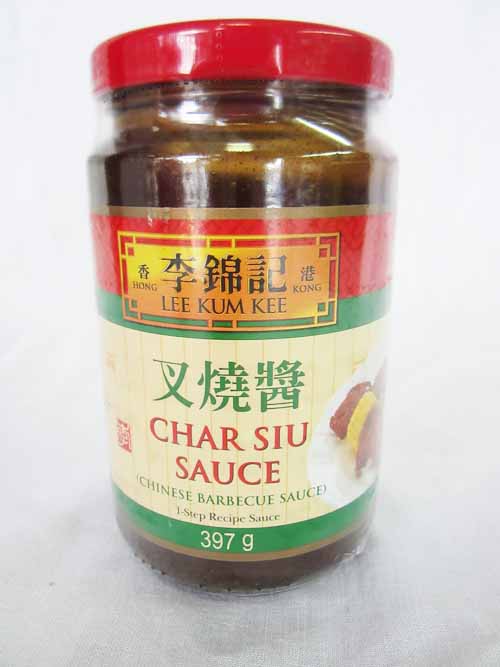 香 李錦記 港
HONG KONG
LEE KUM KEE
叉燒醬
CHAR SIU
SAUCE
(CHINESE BARBECUE SAUCE)
1-Step Recipe Sauce
397 g